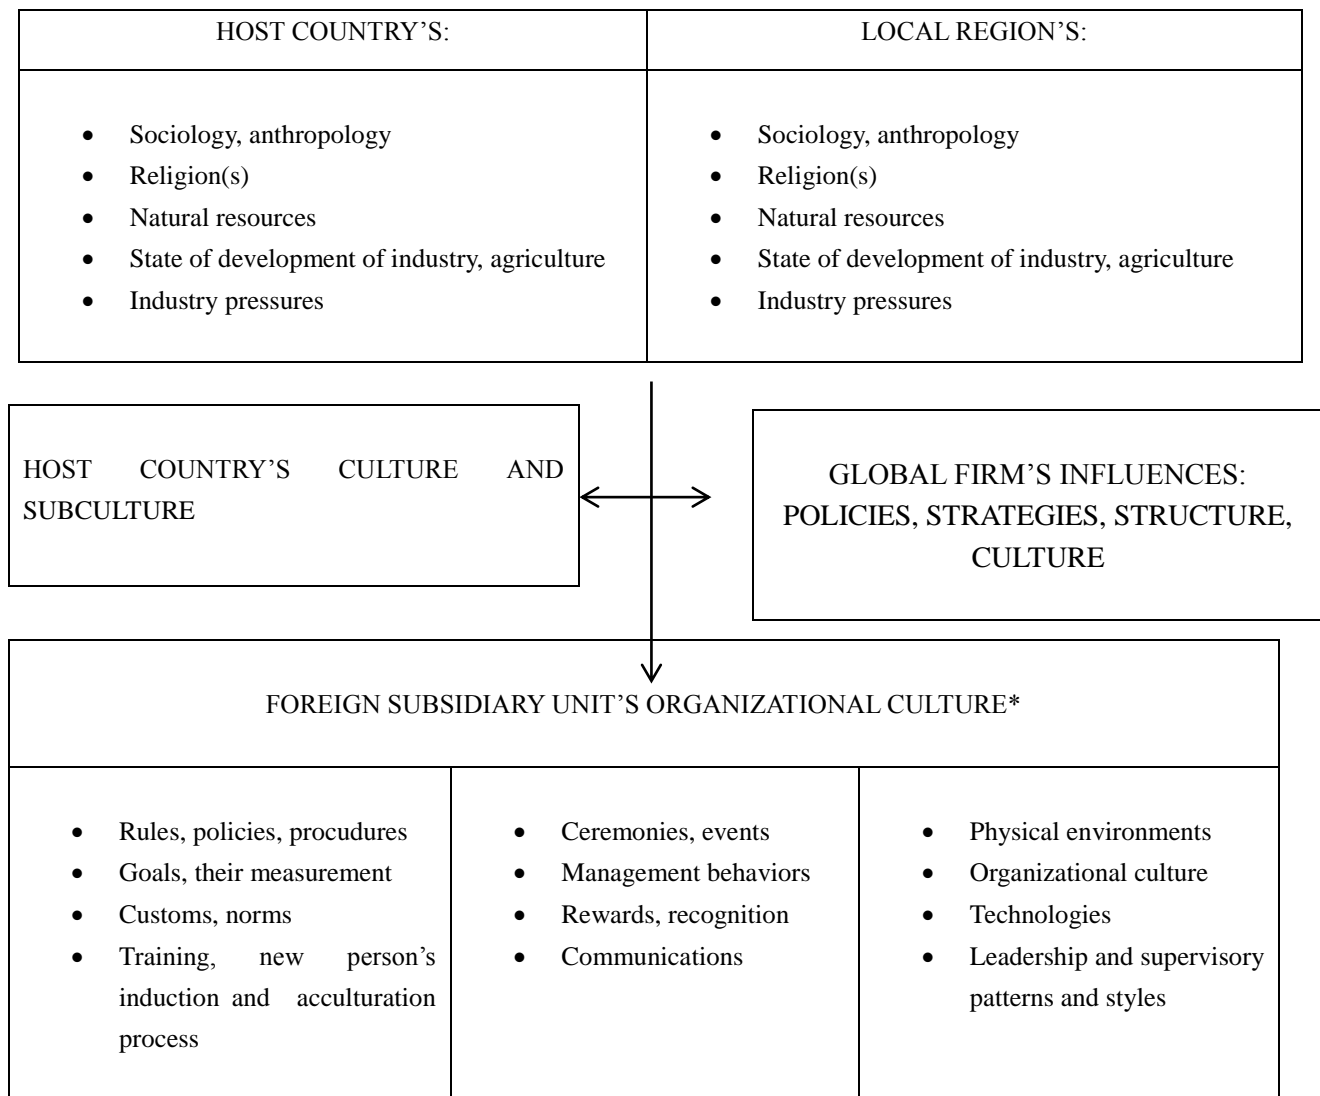 HOST COUNTRY’S:
LOCAL REGION’S:
• Sociology, anthropology
• Religion(s)
• Natural resources
• State of development of industry, agriculture
• Industry pressures
• Sociology, anthropology
• Religion(s)
• Natural resources
• State of development of industry, agriculture
• Industry pressures
HOST COUNTRY’S CULTURE AND
SUBCULTURE
GLOBAL FIRM’S INFLUENCES:
POLICIES, STRATEGIES, STRUCTURE,
CULTURE
FOREIGN SUBSIDIARY UNIT’S ORGANIZATIONAL CULTURE*
• Rules, policies, procudures
• Goals, their measurement
• Customs, norms
• Training, new person’s
induction and acculturation
process
• Ceremonies, events
• Management behaviors
• Rewards, recognition
• Communications
• Physical environments
• Organizational culture
• Technologies
• Leadership and supervisory
patterns and styles